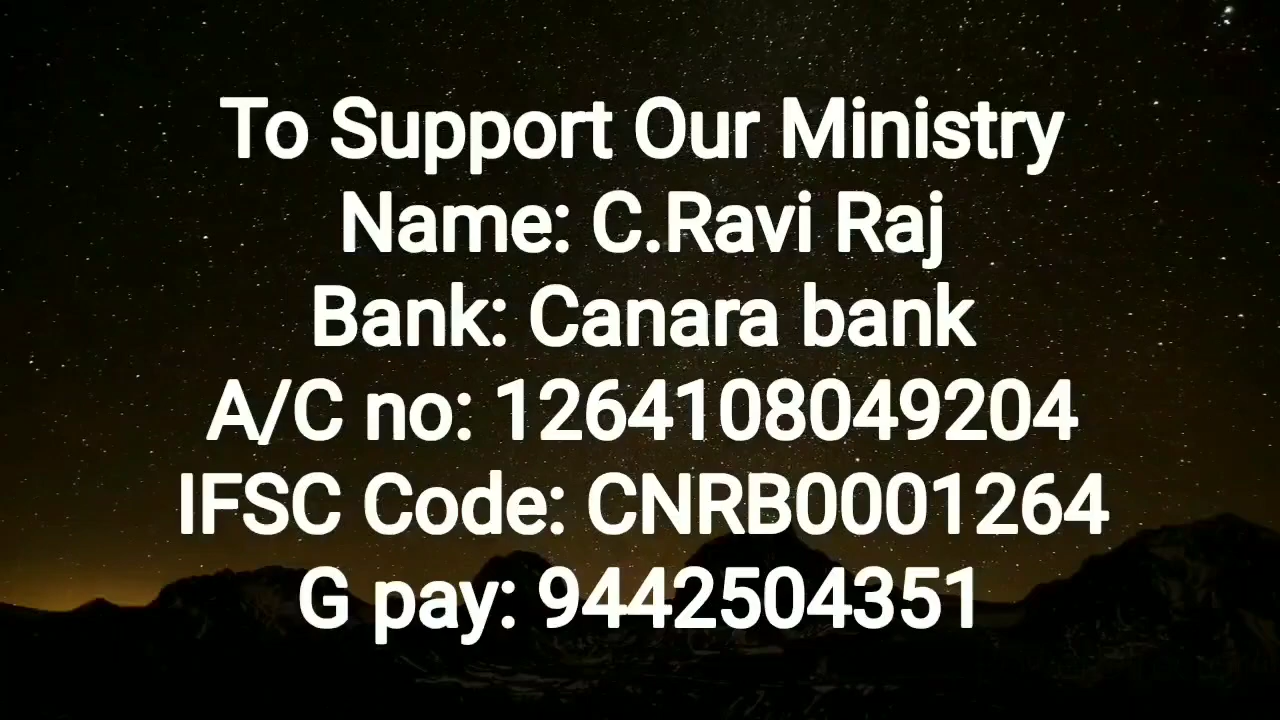 To Support Our Ministry
Name: C.Ravi Raj
Bank: Canara bank
A/C no: 1264108049204
IFSC Code: CNRB0001264
G pay: 9442504351